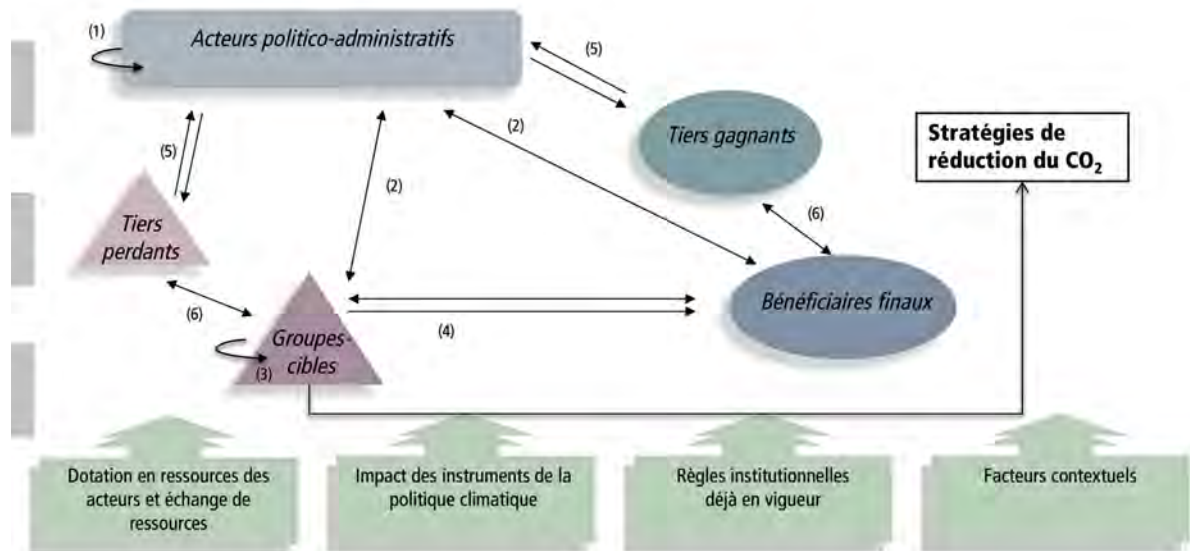 (1)
Acteurs politico-administratifs
(5)
(2)
Tiers gagnants
Stratégies de
réduction du CO₂
(5)
(2)
(6)
Tiers
perdants
Bénéficiaires finaux
(6)
(4)
Groupes-
cibles
(3)
Dotation en ressources des
acteurs et échange de
ressources
Impact des instruments de la
politique climatique
Règles institutionnelles
déjà en vigueur
Facteurs contextuels